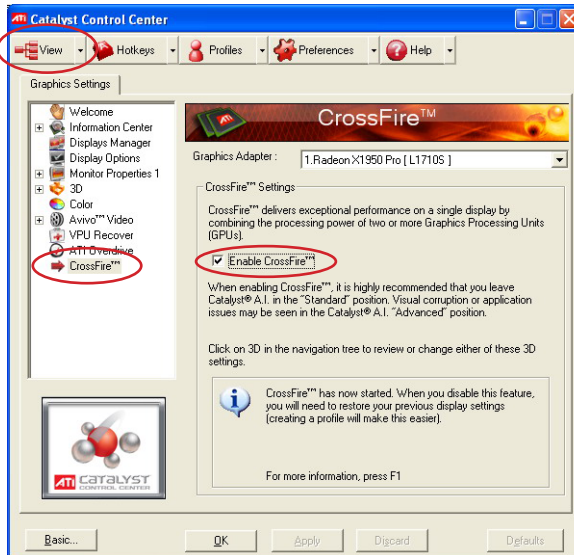 ATI Catalyst Control Center
View
Hotkeys
Profiles
Preferences
Help
Graphics Settings
Welcome
Information Center
Displays Manager
Display Options
Monitor Properties 1
3D
Color
Avivo™ Video
VPU Recover
ATI Overdrive
CrossFire™
CrossFire™
Graphics Adapter :
1.Radeon X1950 Pro [ L1710S ]
CrossFire™ Settings
CrossFire™ delivers exceptional performance on a single display by
combining the processing power of two or more Graphics Processing Units
(GPUs).
Enable CrossFire™
When enabling CrossFire™, it is highly recommended that you leave
Catalyst® A.I. in the "Standard" position. Visual corruption or application
issues may be seen in the Catalyst® A.I. "Advanced" position.
Click on 3D in the navigation tree to review or change either of these 3D
settings.
CrossFire™ has now started. When you disable this feature,
you will need to restore your previous display settings
(creating a profile will make this easier).
For more information, press F1
ATI CATALYST
CONTROL CENTER
Basic...
OK
Apply
Discard
Defaults